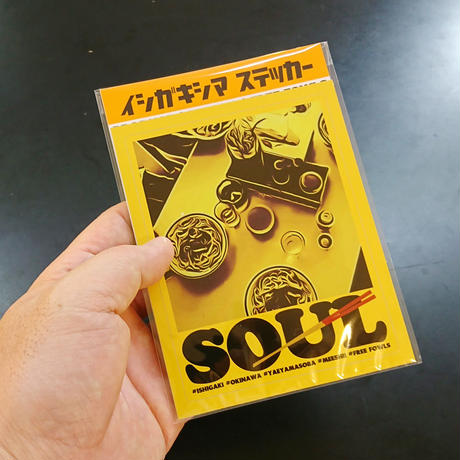 イシガキシマ ステッカー
SOUL
#ISHIGAKI #OKINAWA #YAEYAMASOBA #MEESHI #FREE FOWLS